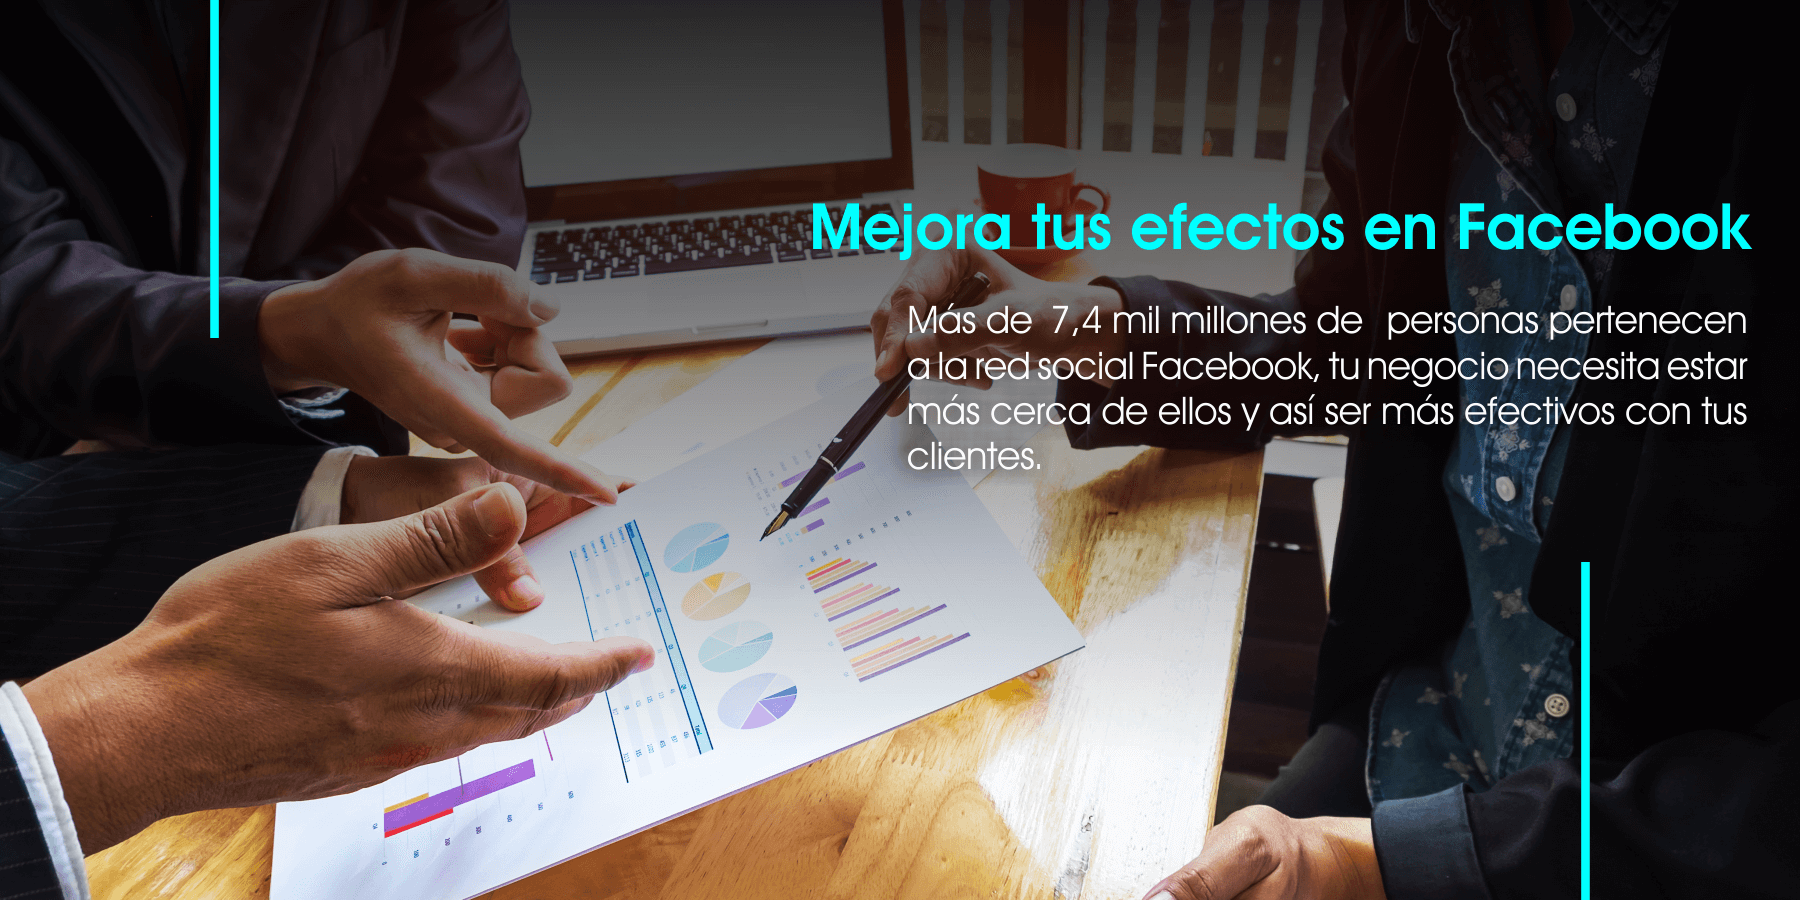 Mejora tus efectos en Facebook
Más de 7,4 mil millones de personas pertenecen
a la red social Facebook, tu negocio necesita estar
más cerca de ellos y así ser más efectivos con tus
clientes.